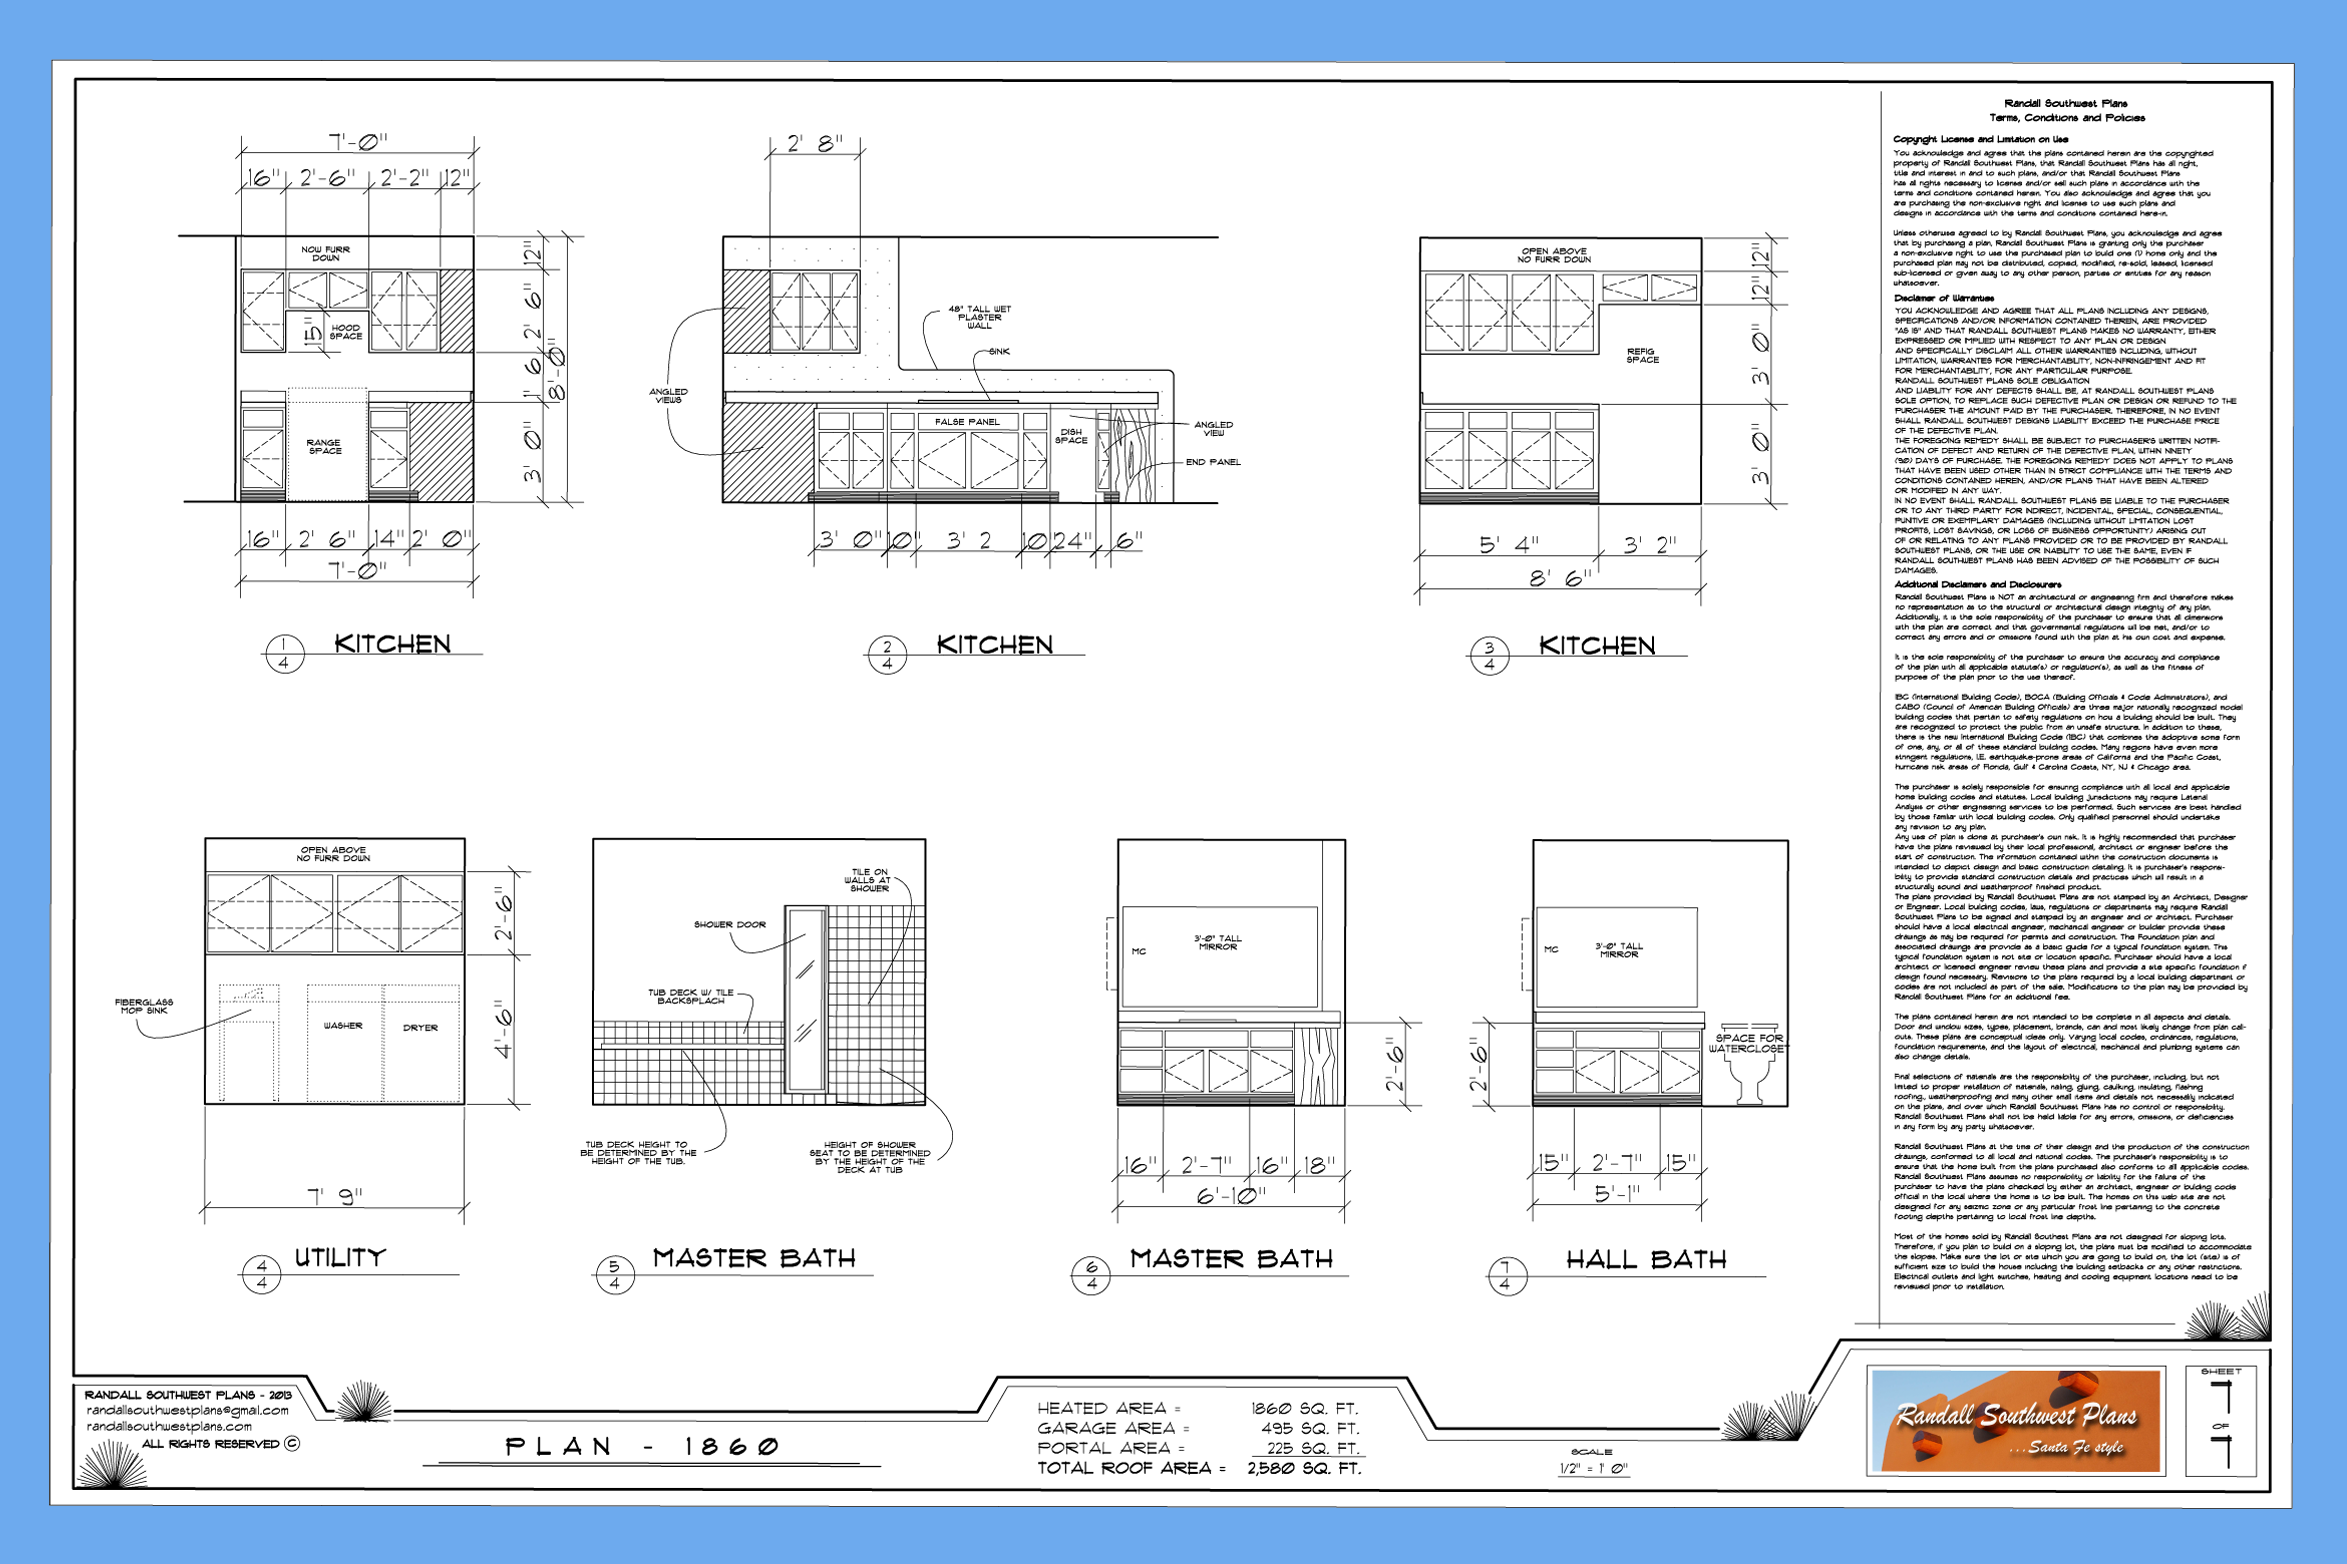 7'-0"
16" 2'-6" 2'-2" 12"
NOW FURR
DOWN
15"
HOOD
SPACE
RANGE
SPACE
12"
2' 6"
1' 6"
3' 0"
8'-0"
16" 2' 6" 14" 2' 0"
7'-0"
1
4
KITCHEN
2' 8"
48" TALL WET
PLASTER
WALL
SINK
ANGLED
VIEWS
FALSE PANEL
DISH
SPACE
ANGLED
VIEW
END PANEL
3' 0" 10" 3' 2 10 24" 6"
2
4
KITCHEN
OPEN ABOVE
NO FURR DOWN
REFIG
SPACE
12"
12"
3' 0"
3' 0"
5' 4" 3' 2"
8' 6"
3
4
KITCHEN
OPEN ABOVE
NO FURR DOWN
2'-6"
4'-6"
FIBERGLASS
MOP SINK
WASHER
DRYER
7' 9"
4
4
UTILITY
TILE ON
WALLS AT
SHOWER
SHOWER DOOR
TUB DECK W/ TILE
BACKSPLACH
TUB DECK HEIGHT TO
BE DETERMINED BY THE
HEIGHT OF THE TUB.
HEIGHT OF SHOWER
SEAT TO BE DETERMINED
BY THE HEIGHT OF THE
DECK AT TUB
5
4
MASTER BATH
MC
3'-0" TALL
MIRROR
2'-6"
16" 2'-7" 16" 18"
6'-10"
6
4
MASTER BATH
MC
3'-0" TALL
MIRROR
2'-6"
SPACE FOR
WATERCLOSET
15" 2'-7" 15"
5'-1"
7
4
HALL BATH
Randall Southwest Plans
Terms, Conditions and Policies
Copyright License and Limitation on Use
You acknowledge and agree that the plans contained herein are the copyrighted
property of Randall Southwest Plans, that Randall Southwest Plans has all right,
title and interest in and to such plans, and/or that Randall Southwest Plans
has all rights necessary to license and/or sell such plans in accordance with the
terms and conditions contained herein. You also acknowledge and agree that you
are purchasing the non-exclusive right and license to use such plans and
designs in accordance with the terms and conditions contained here-in.
Unless otherwise agreed to by Randall Southwest Plans, you acknowledge and agree
that by purchasing a plan, Randall Southwest Plans is granting only the purchaser
a non-exclusive right to use the purchased plan to build one (1) home only and the
purchased plan may not be distributed, copied, modified, re-sold, leased, licensed
sub-licensed or given away to any other person, parties or entities for any reason
whatsoever.
Disclaimer of Warranties
YOU ACKNOWLEDGE AND AGREE THAT ALL PLANS INCLUDING ANY DESIGNS,
SPECIFICATIONS AND/OR INFORMATION CONTAINED THEREIN, ARE PROVIDED
"AS IS" AND THAT RANDALL SOUTHWEST PLANS MAKES NO WARRANTY, EITHER
EXPRESSED OR IMPLIED WITH RESPECT TO ANY PLAN OR DESIGN
AND SPECIFICALLY DISCLAIM ALL OTHER WARRANTIES INCLUDING, WITHOUT
LIMITATION, WARRANTIES FOR MERCHANTABILITY, NON-INFRINGEMENT AND FIT
FOR MERCHANTABILITY, FOR ANY PARTICULAR PURPOSE.
RANDALL SOUTHWEST PLANS SOLE OBLIGATION
AND LIABILITY FOR ANY DEFECTS SHALL BE, AT RANDALL SOUTHWEST PLANS
SOLE OPTION, TO REPLACE SUCH DEFECTIVE PLAN OR DESIGN OR REFUND TO THE
PURCHASER THE AMOUNT PAID BY THE PURCHASER, THEREFORE, IN NO EVENT
SHALL RANDALL SOUTHWEST DESIGNS LIABILITY EXCEED THE PURCHASE PRICE
OF THE DEFECTIVE PLAN.
THE FOREGOING REMEDY SHALL BE SUBJECT TO PURCHASER'S WRITTEN NOTIFI-
CATION OF DEFECT AND RETURN OF THE DEFECTIVE PLAN, WITHIN NINETY
(90) DAYS OF PURCHASE. THE FOREGOING REMEDY DOES NOT APPLY TO PLANS
THAT HAVE BEEN USED OTHER THAN IN STRICT COMPLIANCE WITH THE TERMS AND
CONDITIONS CONTAINED HEREIN, AND/OR PLANS THAT HAVE BEEN ALTERED
OR MODIFIED IN ANY WAY.
IN NO EVENT SHALL RANDALL SOUTHWEST PLANS BE LIABLE TO THE PURCHASER
OR TO ANY THIRD PARTY FOR INDIRECT, INCIDENTAL, SPECIAL, CONSEQUENTIAL,
PUNITIVE OR EXEMPLARY DAMAGES (INCLUDING WITHOUT LIMITATION LOST
PROFITS, LOST SAVINGS, OR LOSS OF BUSINESS OPPORTUNITY) ARISING OUT
OF OR RELATING TO ANY PLANS PROVIDED OR TO BE PROVIDED BY RANDALL
SOUTHWEST PLANS, OR THE USE OR INABILITY TO USE THE SAME, EVEN IF
RANDALL SOUTHWEST PLANS HAS BEEN ADVISED OF THE POSSIBILITY OF SUCH
DAMAGES.
Additional Disclaimers and Disclosurers
Randall Southwest Plans is NOT an architectural or engineering firm and therefore makes
no representation as to the structural or architectural design integrity of any plan.
Additionally, it is the sole responsibility of the purchaser to ensure that all dimensions
with the plan are correct and that governmental regulations will be met, and/or to
correct any errors and or omissions found with the plan at his own cost and expense.
It is the sole responsibility of the purchaser to ensure the accuracy and compliance
of the plan with all applicable statute(s) or regulation(s), as well as the fitness of
purpose of the plan prior to the use thereof.
IBC (International Building Code), BOCA (Building Officials & Code Administrators), and
CABO (Council of American Building Officials) are three major nationally recognized model
building codes that pertain to safety regulations on how a building should be built. They
are recognized to protect the public from an unsafe structure. In addition to these,
there is the new International Building Code (IBC) that combines the adoptive some form
of one, any, or all of these standard building codes. Many regions have even more
stringent regulations, I.E. earthquake-prone areas of California and the Pacific Coast,
hurricane risk areas of Florida, Gulf & Carolina Coasts, NY, NJ & Chicago area.
The purchaser is solely responsible for ensuring compliance with all local and applicable
home building codes and statutes. Local building jurisdictions may require Lateral
Analysis or other engineering services to be performed. Such services are best handled
by those familiar with local building codes. Only qualified personnel should undertake
any revision to any plan.
Any use of plan is done at purchaser's own risk. It is highly recommended that purchaser
have the plans reviewed by their local professional, architect or engineer before the
start of construction. The information contained within the construction documents is
intended to depict design and basic construction detailing. It is purchaser's responsi-
bility to provide standard construction details and practices which will result in a
structurally sound and weatherproof finished product.
The plans provided by Randall Southwest Plans are not stamped by an Architect, Designer
or Engineer. Local building codes, laws, regulations or departments may require Randall
Southwest Plans to be signed and stamped by an engineer and or architect. Purchaser
should have a local electrical engineer, mechanical engineer or builder provide these
drawings as may be required for permits and construction. The Foundation plan and
associated drawings are provide as a basic guide for a typical foundation system. This
typical foundation system is not site or location specific. Purchaser should have a local
architect or licensed engineer review these plans and provide a site specific foundation if
design found necessary. Revisions to the plans required by a local building department or
codes are not included as part of the sale. Modifications to the plan may be provided by
Randall Southwest Plans for an additional fee.
The plans contained herein are not intended to be complete in all aspects and details.
Door and window sizes, types, placement, brands, can and most likely change from plan call-
outs. These plans are conceptual ideas only. Varying local codes, ordinances, regulations,
foundation requirements, and the layout of electrical, mechanical and plumbing systems can
also change details.
Final selections of materials are the responsibility of the purchaser, including, but not
limited to proper installation of materials, nailing, gluing, caulking, insulating, flashing
roofing, weatherproofing and many other small items and details not necessarily indicated
on the plans, and over which Randall Southwest Plans has no control or responsibility.
Randall Southwest Plans shall not be held liable for any errors, omissions, or deficiencies
in any form by any party whatsoever.
Randall Southwest Plans at the time of their design and the production of the construction
drawings, conformed to all local and national codes. The purchaser's responsibility is to
ensure that the home built from the plans purchased also conforms to all applicable codes.
Randall Southwest Plans assumes no responsibility or liability for the failure of the
purchaser to have the plans checked by either an architect, engineer or building code
official in the local where the home is to be built. The homes on this web site are not
designed for any seizmic zone or any particular frost line pertaining to the concrete
footing depths pertaining to local frost line depths.
Most of the homes sold by Randall Southest Plans are not designed for sloping lots.
Therefore, if you plan to build on a sloping lot, the plans must be modified to accommodate
the slopes. Make sure the lot or site which you are going to build on, the lot (site) is of
sufficient size to build the house including the building setbacks or any other restrictions.
Electrical outlets and light switches, heating and cooling equipment locations need to be
reviewed prior to installation.
RANDALL SOUTHWEST PLANS - 2013
randallsouthwestplans@gmail.com
randallsouthwestplans.com
ALL RIGHTS RESERVED ©
PLAN - 1860
HEATED AREA = 1860 SQ. FT.
GARAGE AREA = 495 SQ. FT.
PORTAL AREA = 225 SQ. FT.
TOTAL ROOF AREA = 2,580 SQ. FT.
SCALE
1/2" = 1' 0"
Randall Southwest Plans
...Santa Fe style
SHEET
7
OF
7